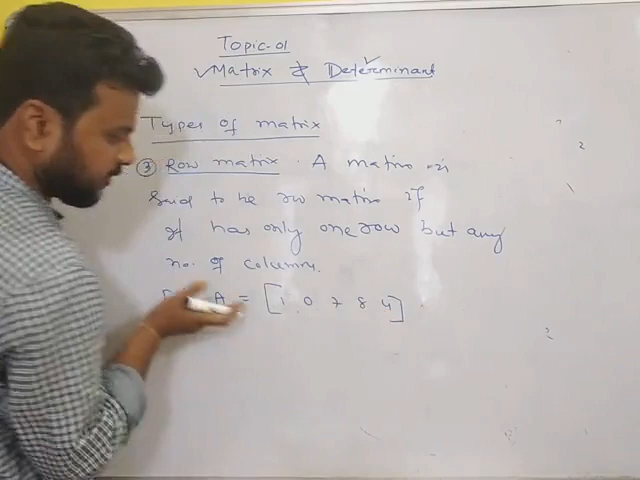 Topic-01
✓Matrix & Determinant
Types of matrix
③ Row matrix. A matrix is
said to be row matrix if
it has only one row but any
no. of columns.
A = [1 0 7 8 4]